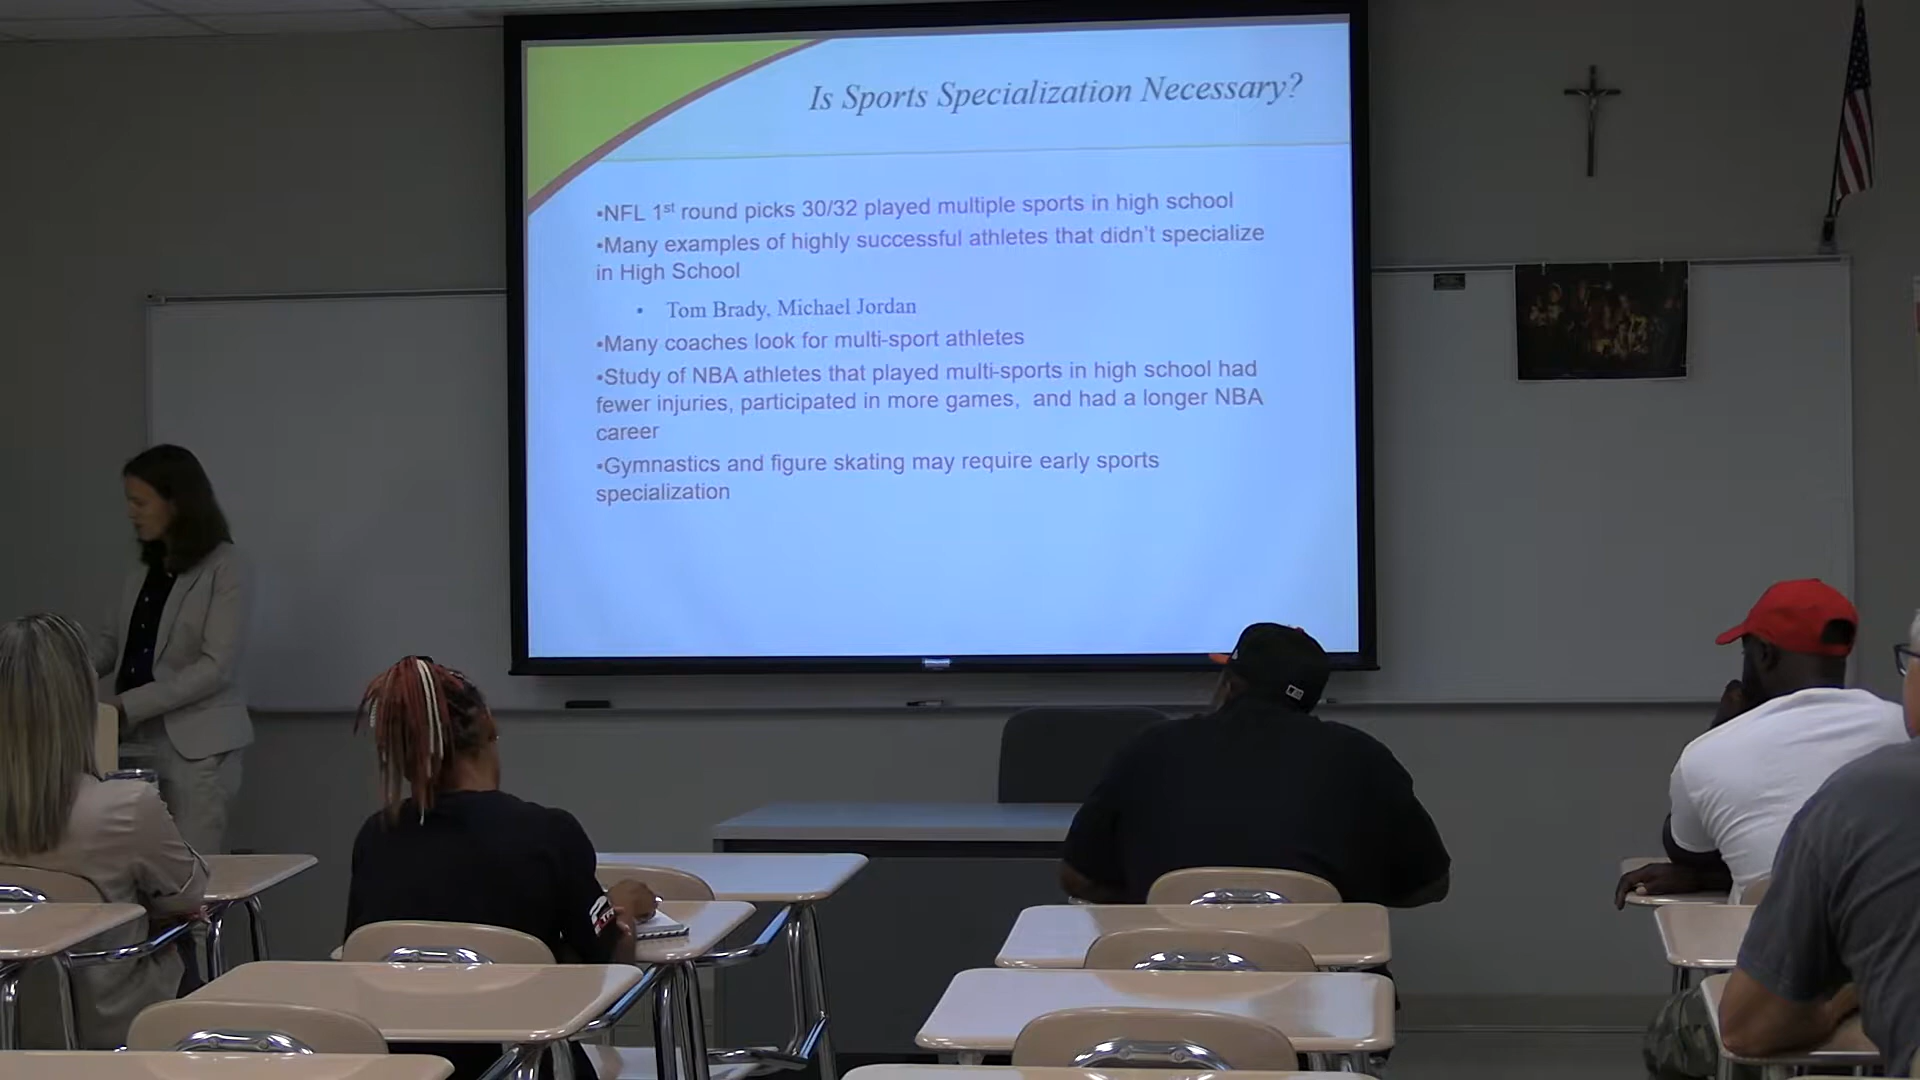 Is Sports Specialization Necessary?
•NFL 1st round picks 30/32 played multiple sports in high school
•Many examples of highly successful athletes that didn't specialize
in High School
• Tom Brady, Michael Jordan
•Many coaches look for multi-sport athletes
•Study of NBA athletes that played multi-sports in high school had
fewer injuries, participated in more games, and had a longer NBA
career
•Gymnastics and figure skating may require early sports
specialization